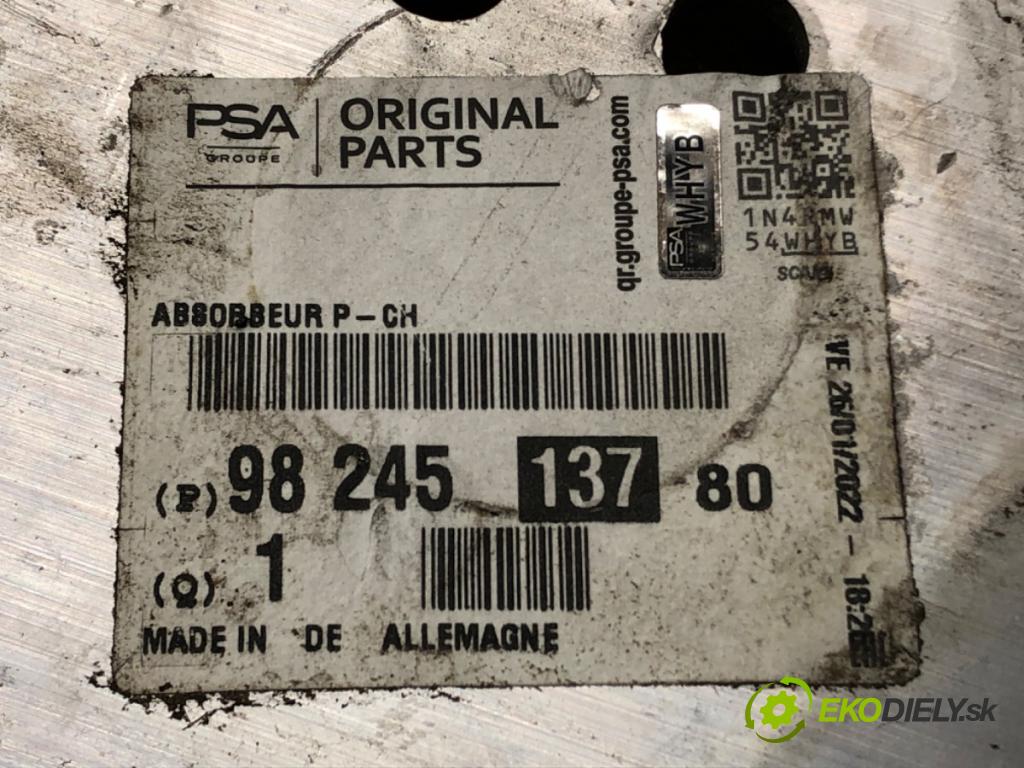 PSA
GROUPE
ORIGINAL
PARTS
qr.groupe-psa.com
PSA WHYB
1N4RMW
54WHYB
ABSORBEUR P-CH
(P) 98 245 137 80
(Q) 1
MADE IN DE ALLEMAGNE
VE 26/01/2022 -
EKODIELY.sk